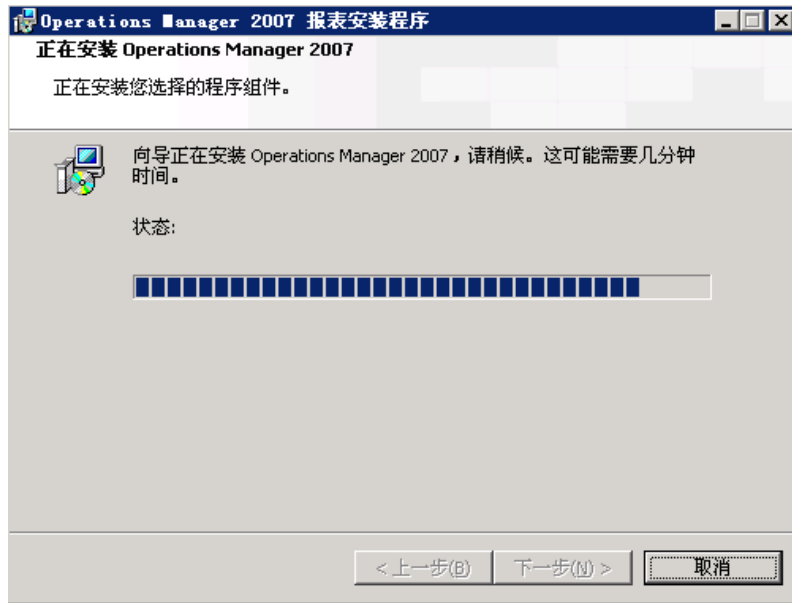 Operations Manager 2007 报表安装程序
正在安装 Operations Manager 2007
正在安装您选择的程序组件。
向导正在安装 Operations Manager 2007，请稍候。这可能需要几分钟
时间。
状态:
< 上一步(B)
下一步(N) >
取消